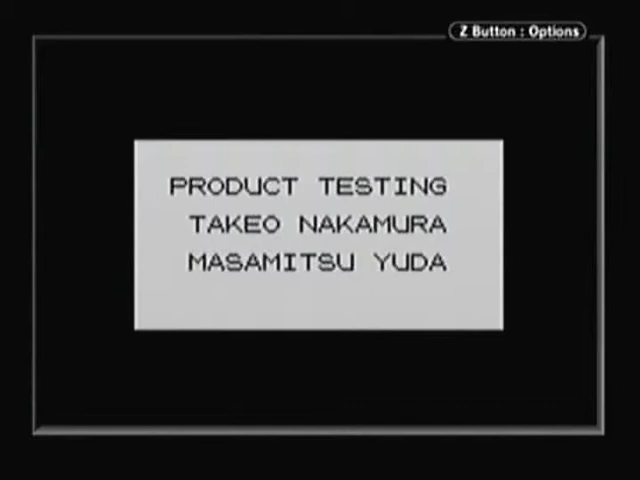 Z Button : Options
PRODUCT TESTING
TAKEO NAKAMURA
MASAMITSU YUDA